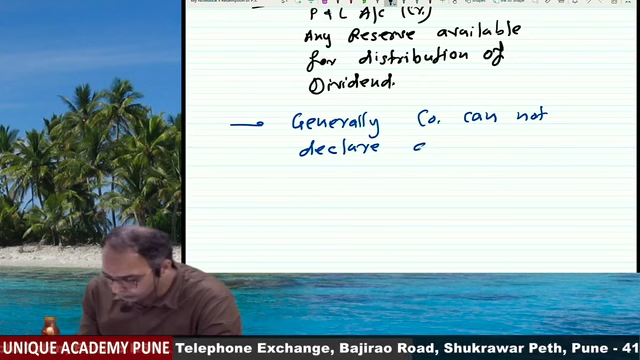 P & L A/c (Cr.)
Any Reserve available
for distribution of
Dividend.
→ Generally Co. can not
declare
UNIQUE ACADEMY PUNE Telephone Exchange, Bajirao Road, Shukrawar Peth, Pune - 41